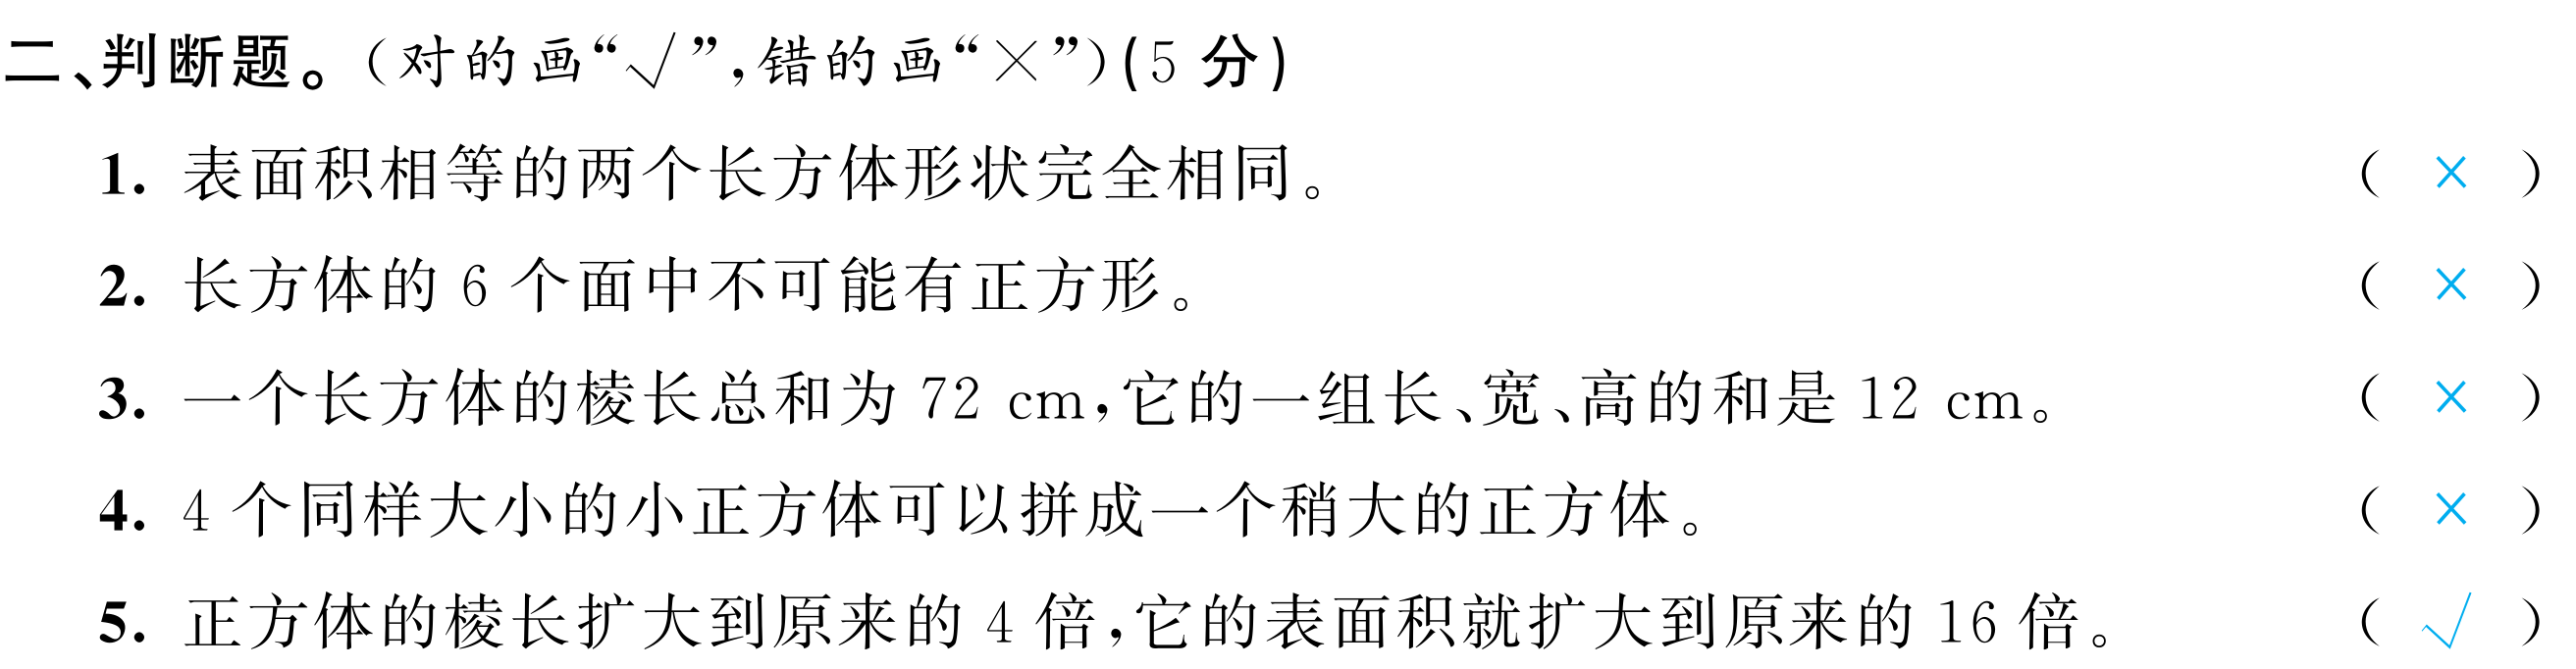 二、判断题。(对的画“√”,错的画“×”)(5 分)
1. 表面积相等的两个长方体形状完全相同。 ( × )
2. 长方体的 6 个面中不可能有正方形。 ( × )
3. 一个长方体的棱长总和为 72 cm,它的一组长、宽、高的和是 12 cm。 ( × )
4. 4 个同样大小的小正方体可以拼成一个稍大的正方体。 ( × )
5. 正方体的棱长扩大到原来的 4 倍,它的表面积就扩大到原来的 16 倍。 ( √ )